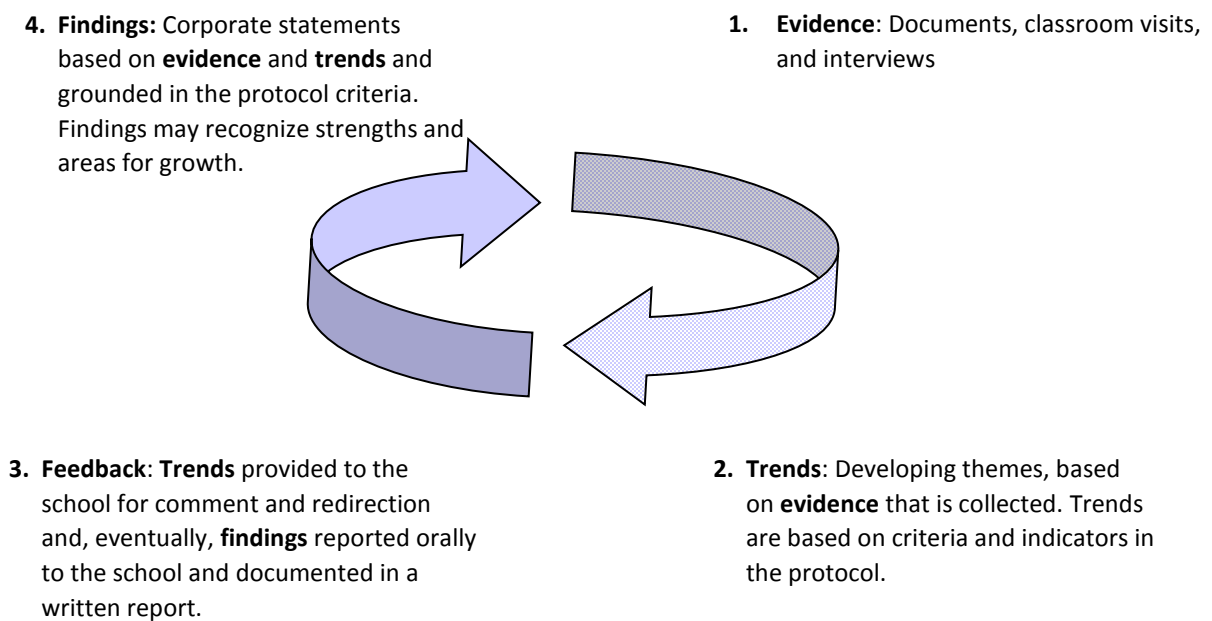 4. Findings: Corporate statements
based on evidence and trends and
grounded in the protocol criteria.
Findings may recognize strengths and
areas for growth.
1. Evidence: Documents, classroom visits,
and interviews
3. Feedback: Trends provided to the
school for comment and redirection
and, eventually, findings reported orally
to the school and documented in a
written report.
2. Trends: Developing themes, based
on evidence that is collected. Trends
are based on criteria and indicators in
the protocol.